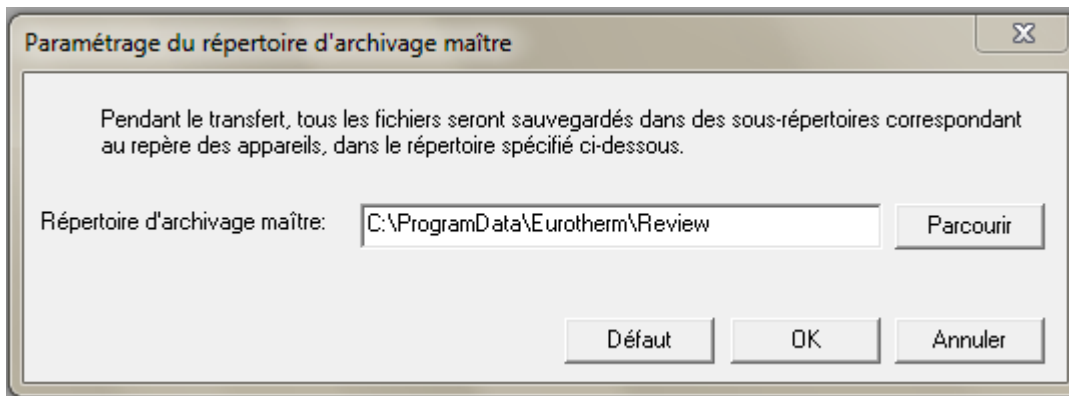 Paramétrage du répertoire d'archivage maître
Pendant le transfert, tous les fichiers seront sauvegardés dans des sous-répertoires correspondant
au repère des appareils, dans le répertoire spécifié ci-dessous.
Répertoire d'archivage maître: C:\ProgramData\Eurotherm\Review Parcourir
Défaut OK Annuler